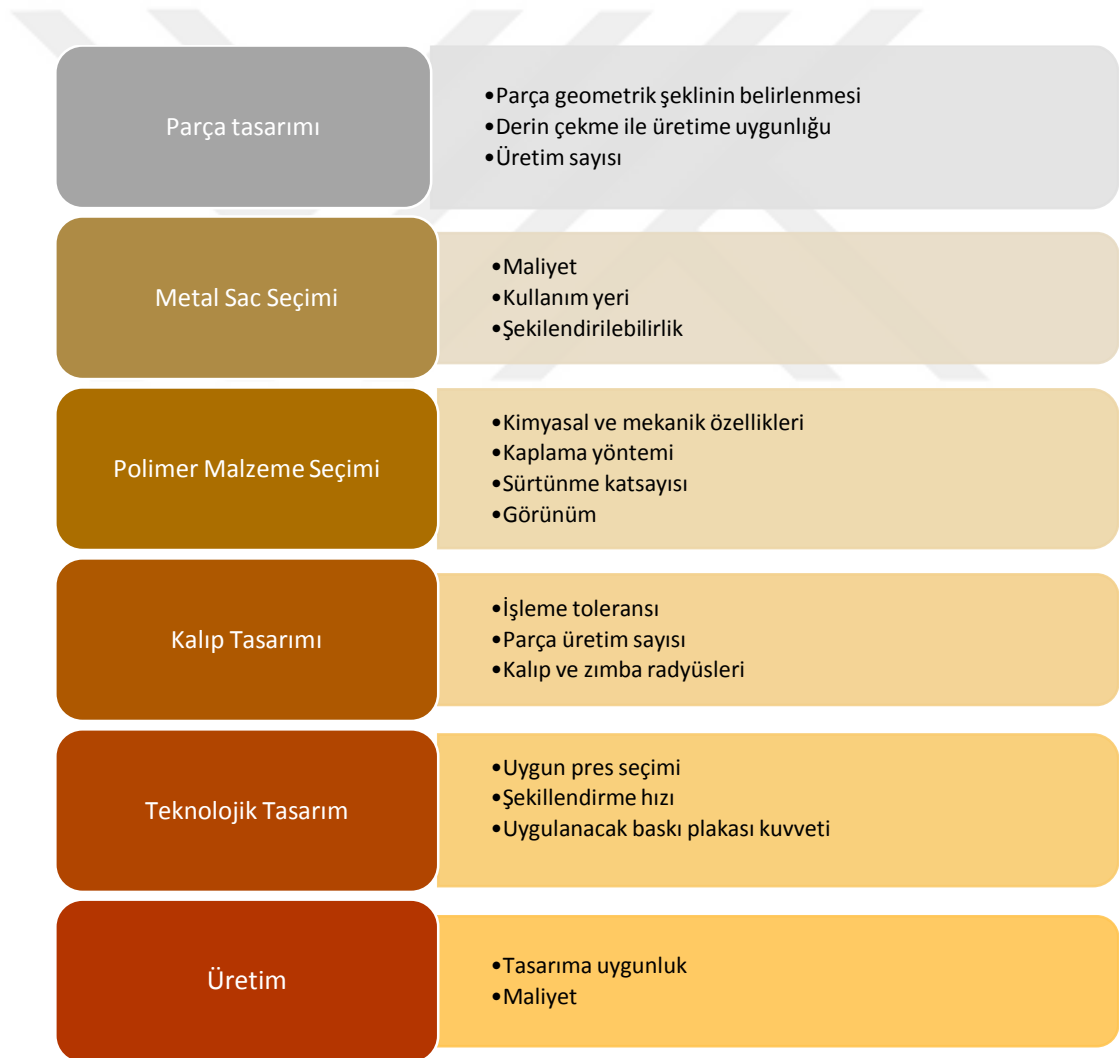 Parça tasarımı
•Parça geometrik şeklinin belirlenmesi
•Derin çekme ile üretime uygunluğu
•Üretim sayısı
Metal Sac Seçimi
•Maliyet
•Kullanım yeri
•Şekilendirilebilirlik
Polimer Malzeme Seçimi
•Kimyasal ve mekanik özellikleri
•Kaplama yöntemi
•Sürtünme katsayısı
•Görünüm
Kalıp Tasarımı
•İşleme toleransı
•Parça üretim sayısı
•Kalıp ve zımba radyüsleri
Teknolojik Tasarım
•Uygun pres seçimi
•Şekillendirme hızı
•Uygulanacak baskı plakası kuvveti
Üretim
•Tasarıma uygunluk
•Maliyet